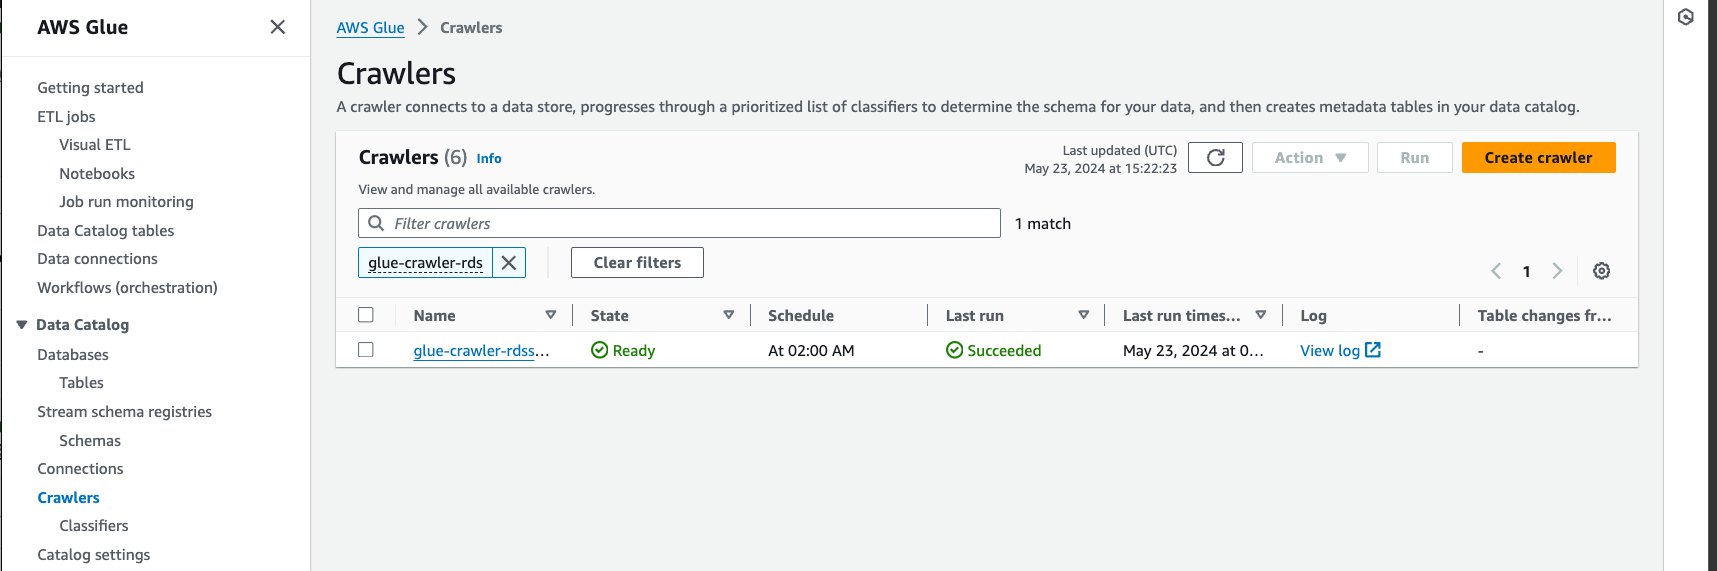 AWS Glue
Getting started
ETL jobs
Visual ETL
Notebooks
Job run monitoring
Data Catalog tables
Data connections
Workflows (orchestration)
Data Catalog
Databases
Tables
Stream schema registries
Schemas
Connections
Crawlers
Classifiers
Catalog settings
AWS Glue > Crawlers
Crawlers
A crawler connects to a data store, progresses through a prioritized list of classifiers to determine the schema for your data, and then creates metadata tables in your data catalog.
Crawlers (6) Info
View and manage all available crawlers.
Last updated (UTC)
May 23, 2024 at 15:22:23
Action
Run
Create crawler
Filter crawlers
1 match
glue-crawler-rds
Clear filters
1
Name State Schedule Last run Last run times... Log Table changes fr...
glue-crawler-rdss... Ready At 02:00 AM Succeeded May 23, 2024 at 0... View log -